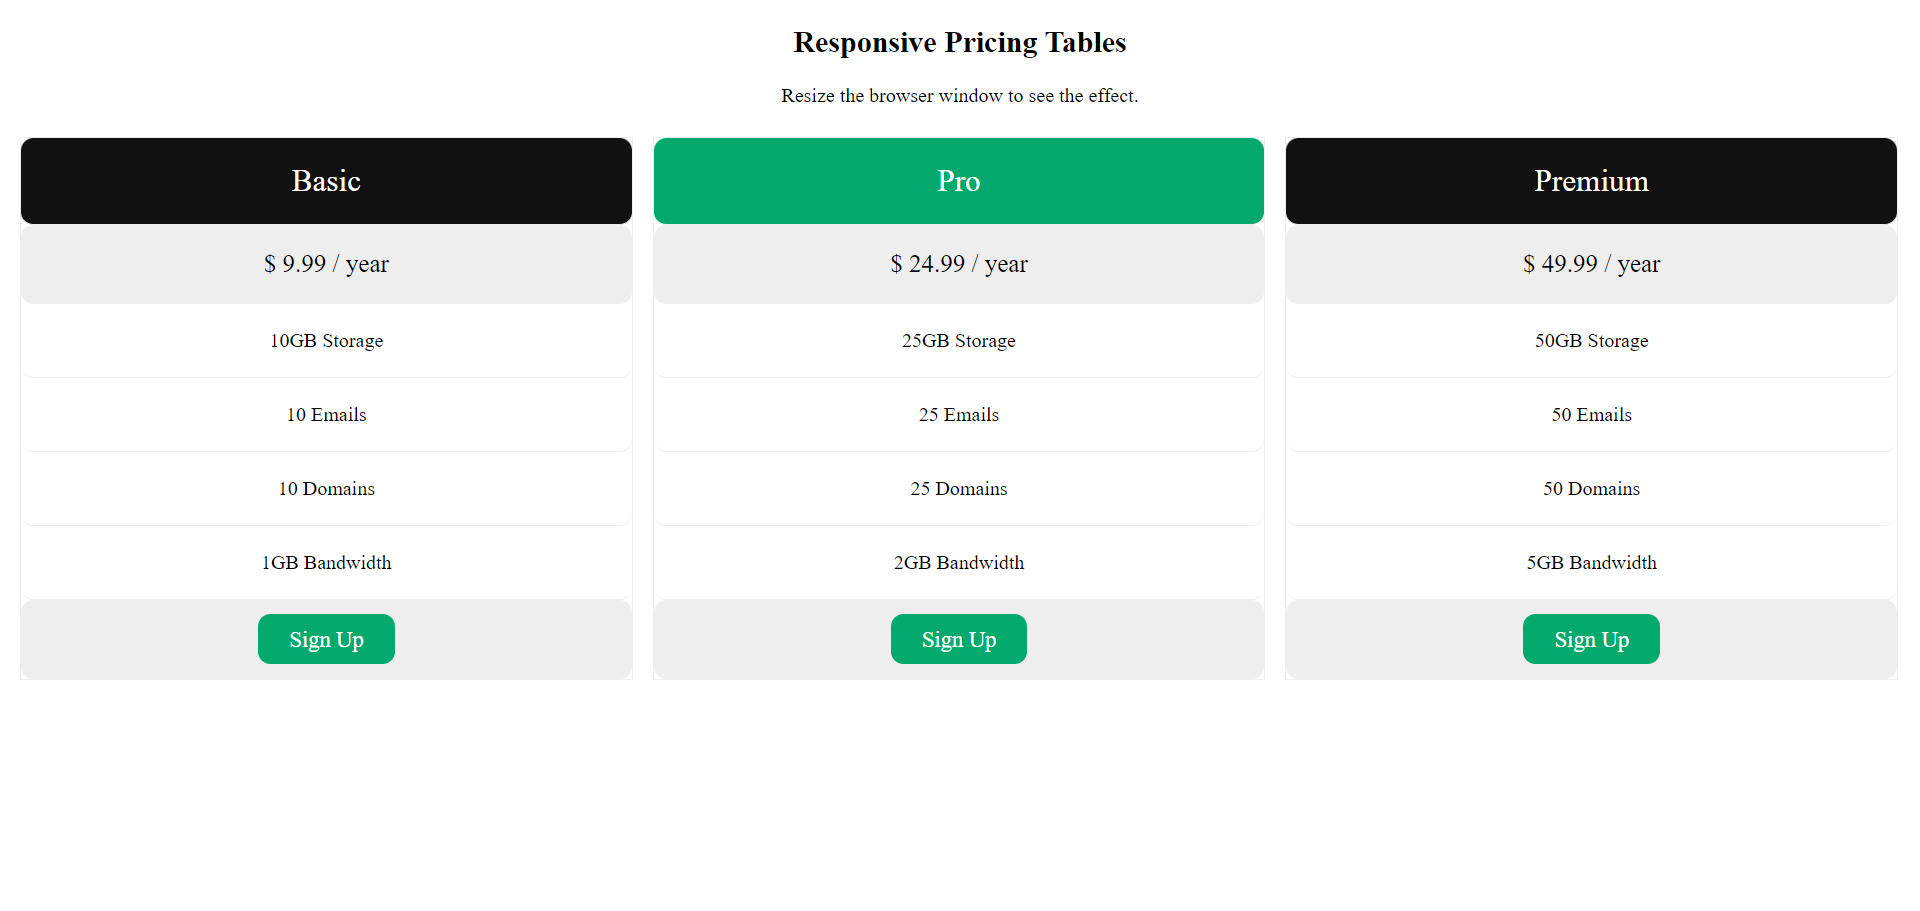 Responsive Pricing Tables
Resize the browser window to see the effect.
Basic
$ 9.99 / year
10GB Storage
10 Emails
10 Domains
1GB Bandwidth
Sign Up
Pro
$ 24.99 / year
25GB Storage
25 Emails
25 Domains
2GB Bandwidth
Sign Up
Premium
$ 49.99 / year
50GB Storage
50 Emails
50 Domains
5GB Bandwidth
Sign Up